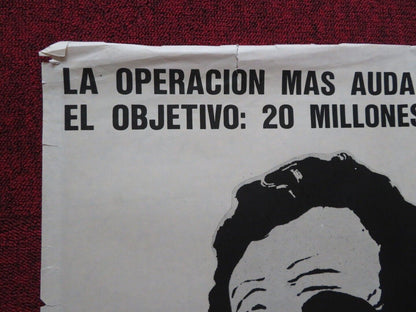 LA OPERACION MAS AUDA
EL OBJETIVO: 20 MILLONES